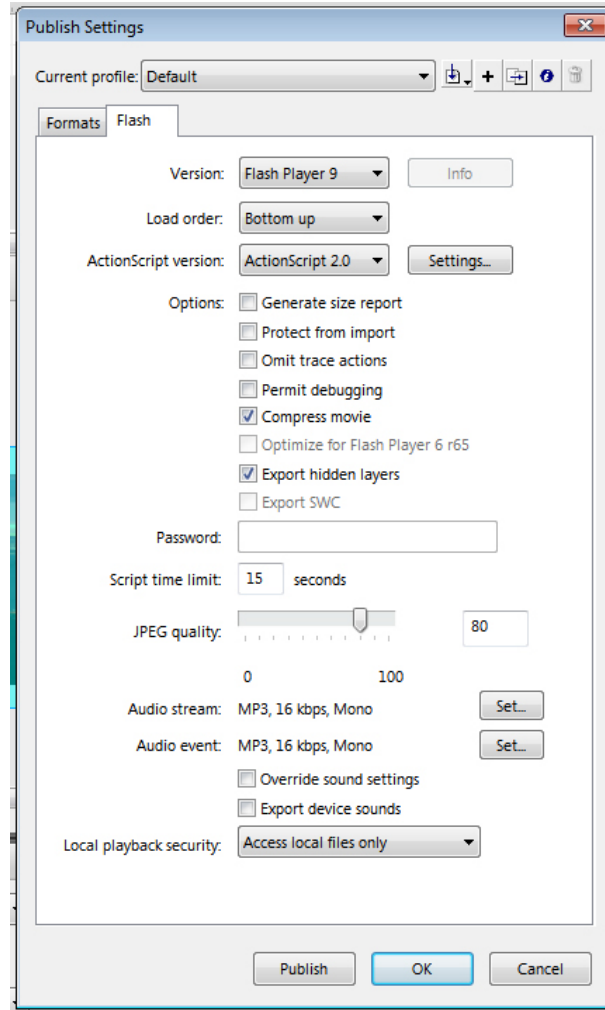 Publish Settings
Current profile: Default
Formats Flash
Version: Flash Player 9 Info
Load order: Bottom up
ActionScript version: ActionScript 2.0 Settings...
Options: Generate size report
Protect from import
Omit trace actions
Permit debugging
Compress movie
Optimize for Flash Player 6 r65
Export hidden layers
Export SWC
Password:
Script time limit: 15 seconds
JPEG quality: 80
0 100
Audio stream: MP3, 16 kbps, Mono Set...
Audio event: MP3, 16 kbps, Mono Set...
Override sound settings
Export device sounds
Local playback security: Access local files only
Publish OK Cancel